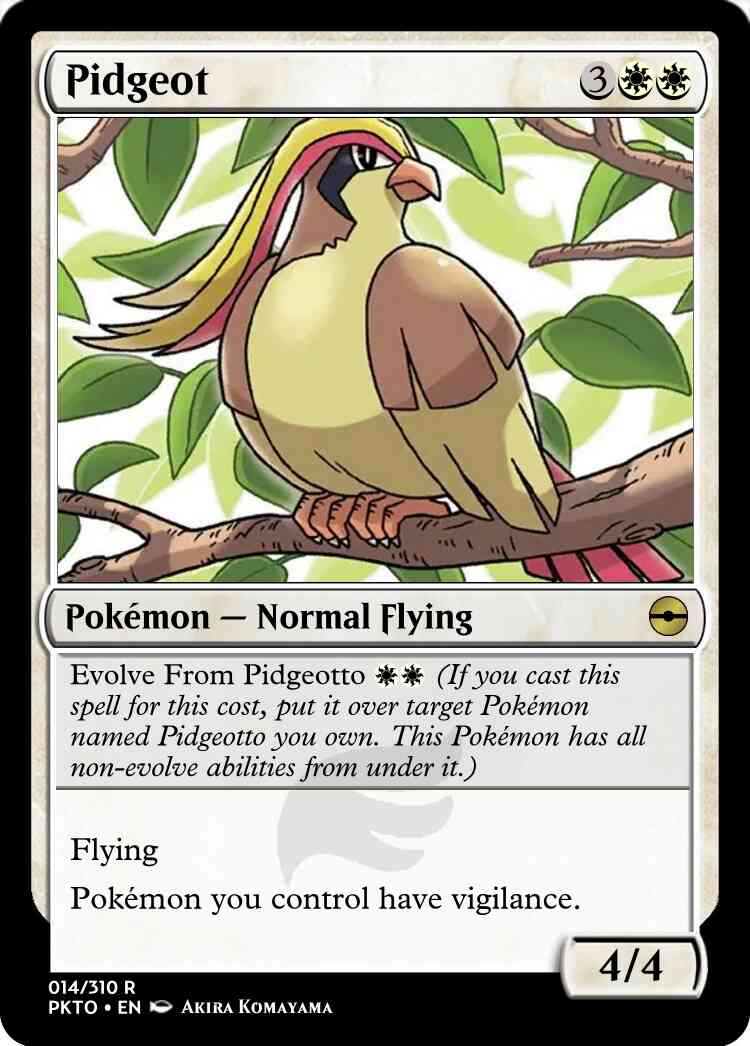 Pidgeot 3
Pokémon — Normal Flying
Evolve From Pidgeotto (If you cast this
spell for this cost, put it over target Pokémon
named Pidgeotto you own. This Pokémon has all
non-evolve abilities from under it.)
Flying
Pokémon you control have vigilance.
4/4
014/310 R
PKTO • EN Akira Komayama